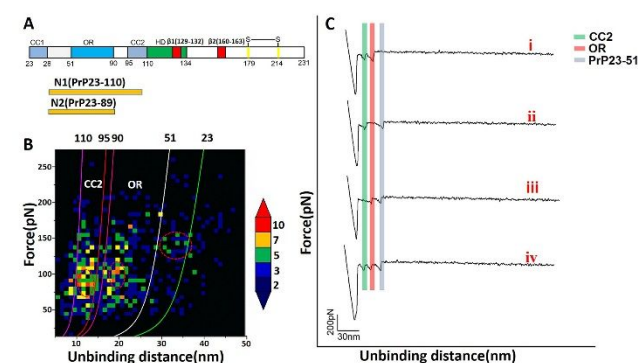 A
CC1 OR CC2 HD β1(129-132) β2(160-163) S S
23 28 51 90 95 110 134 179 214 231
N1(PrP23-110)
N2(PrP23-89)
B
110 95 90 51 23
CC2 OR
250
200
150
100
50
Force(pN)
10 20 30 40 50
Unbinding distance(nm)
10
7
5
3
2
C
CC2
OR
PrP23-51
i
ii
iii
iv
Force(pN)
200pN
30nm
Unbinding distance(nm)